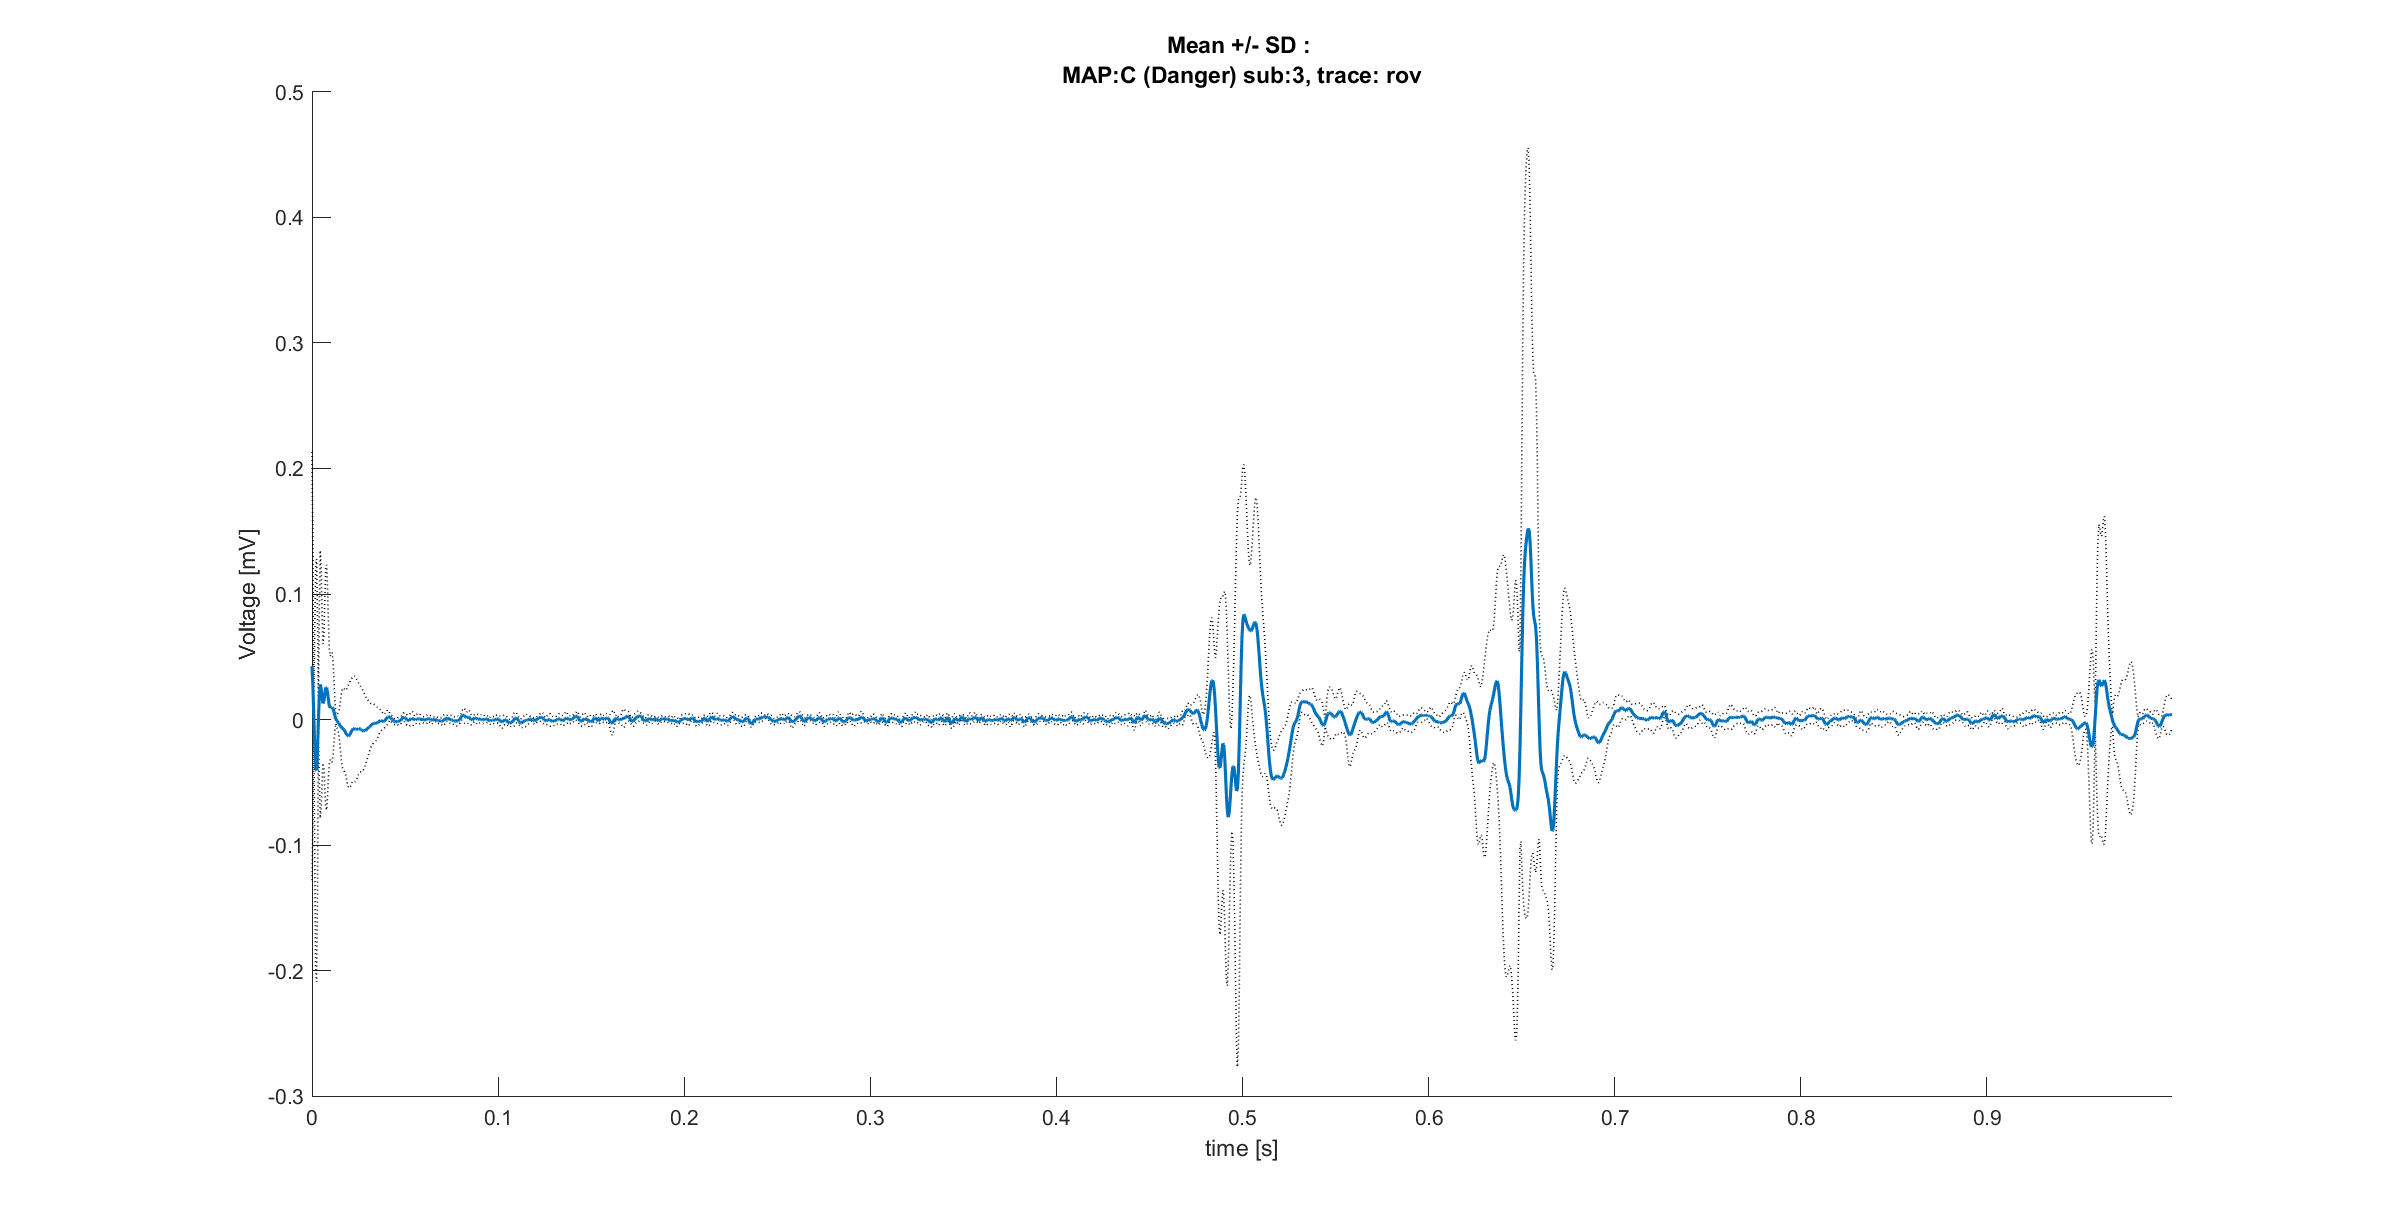 Mean +/- SD :
MAP:C (Danger) sub:3, trace: rov
0.5
0.4
0.3
0.2
0.1
0
-0.1
-0.2
-0.3
Voltage [mV]
0 0.1 0.2 0.3 0.4 0.5 0.6 0.7 0.8 0.9
time [s]